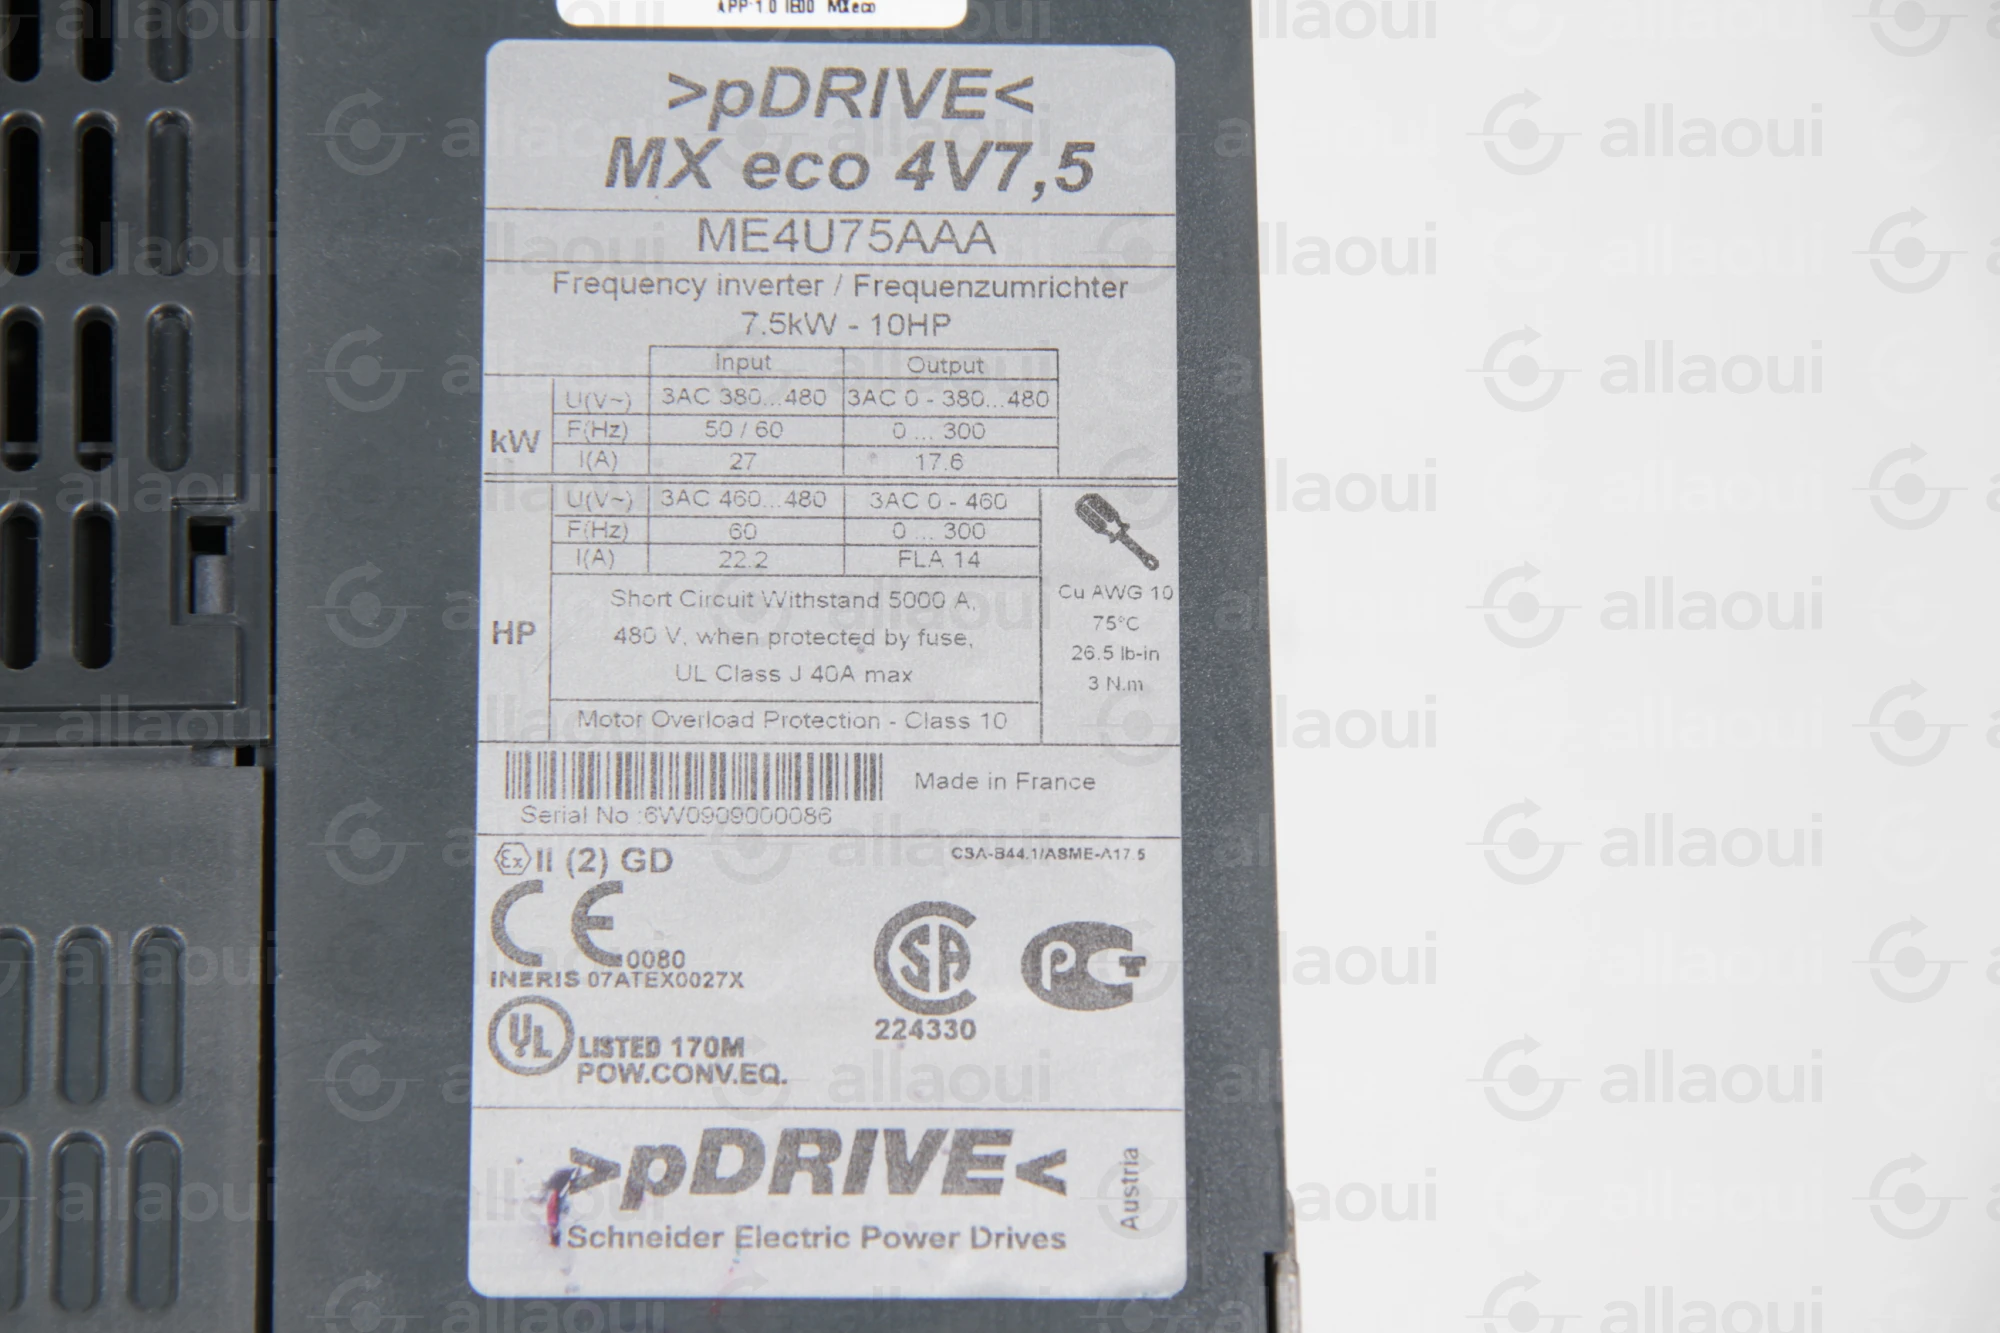 APP:1.0 IE00 MXeco
>pDRIVE<
MX eco 4V7,5
ME4U75AAA
Frequency inverter / Frequenzumrichter
7.5kW - 10HP
Input Output
U(V~) 3AC 380...480 3AC 0 - 380...480
kW F(Hz) 50 / 60 0 ... 300
I(A) 27 17.6
U(V~) 3AC 460...480 3AC 0 - 460
F(Hz) 60 0 ... 300
I(A) 22.2 FLA 14
HP
Short Circuit Withstand 5000 A,
480 V, when protected by fuse,
UL Class J 40A max
Motor Overload Protection - Class 10
Cu AWG 10
75°C
26.5 lb-in
3 N.m
Made in France
Serial No :6W0909000086
Ex II (2) GD
CSA-B44.1/ASME-A17.5
CE 0080
INERIS 07ATEX0027X
SA
224330
PCT
UL LISTED 170M
POW.CONV.EQ.
>pDRIVE<
Schneider Electric Power Drives
Austria
allaoui